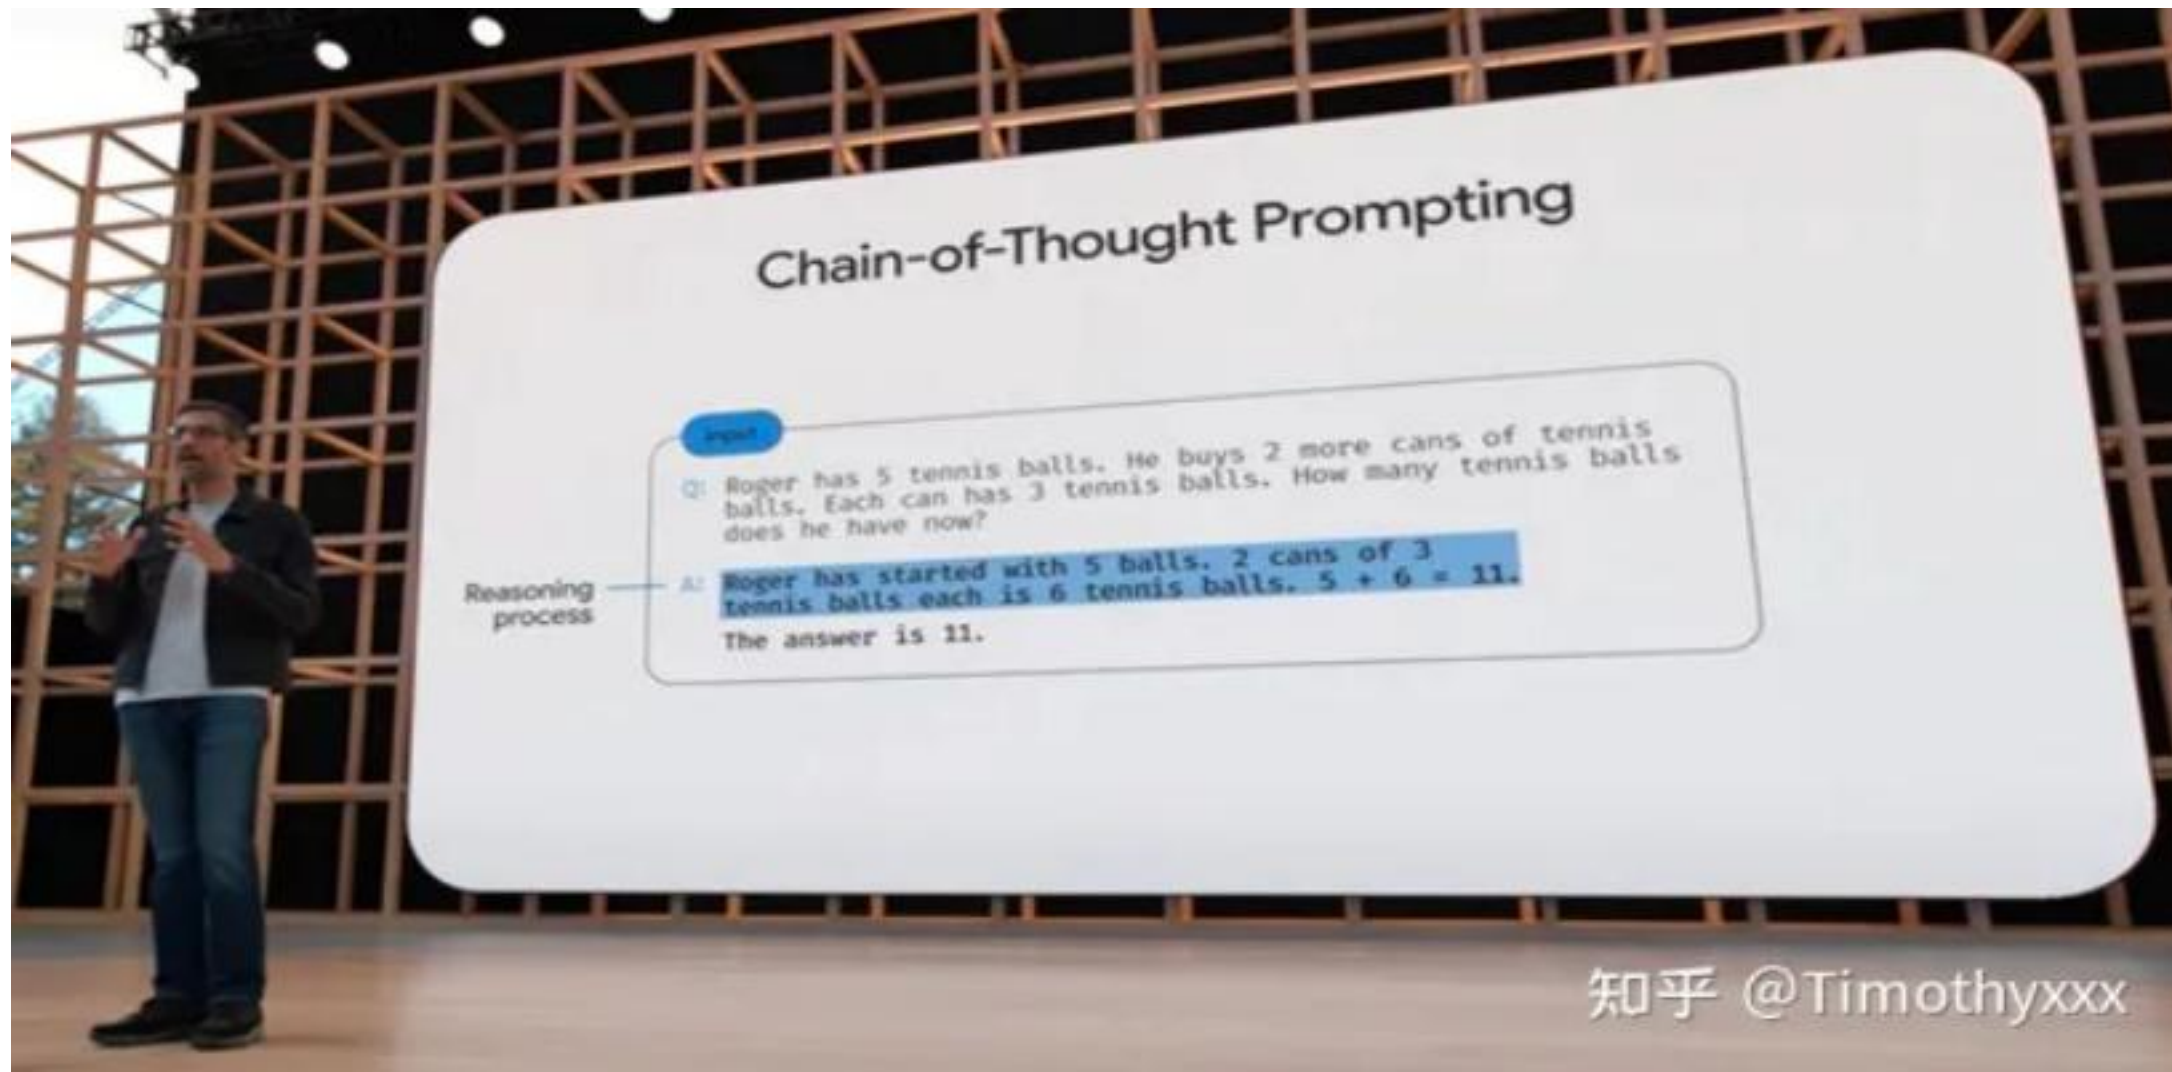 Chain-of-Thought Prompting
input
Q: Roger has 5 tennis balls. He buys 2 more cans of tennis
balls. Each can has 3 tennis balls. How many tennis balls
does he have now?
Reasoning
process
A: Roger has started with 5 balls. 2 cans of 3
tennis balls each is 6 tennis balls. 5 + 6 = 11.
The answer is 11.
知乎 @Timothyxxx